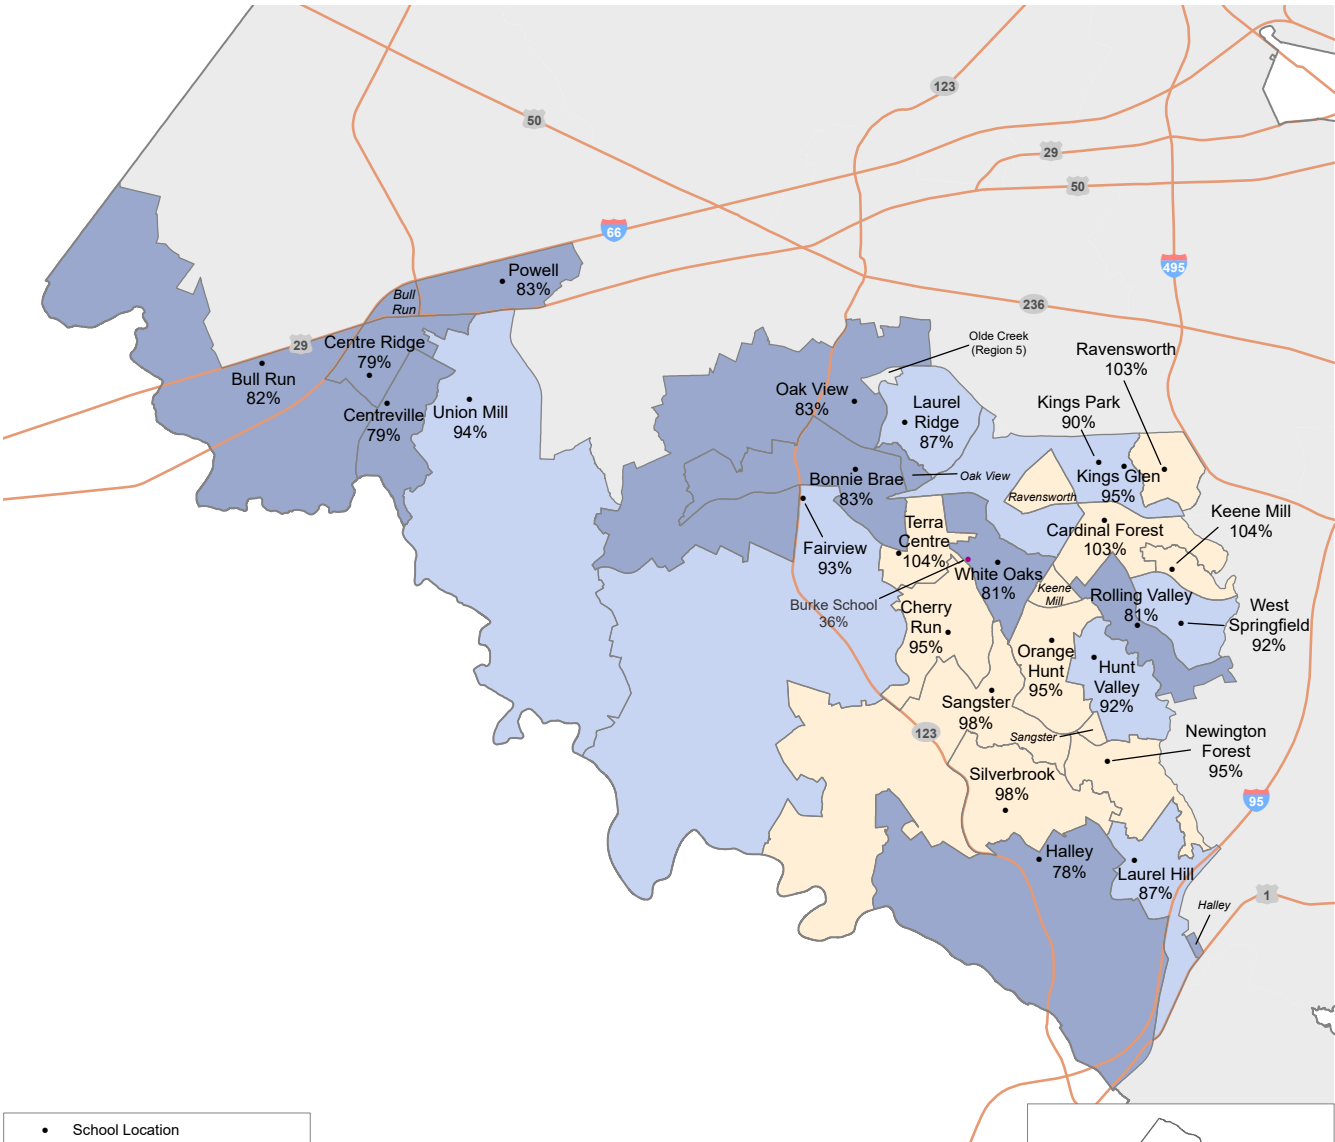 123
50
29
50
66
495
Powell
83%
Bull
Run
236
Olde Creek
(Region 5)
29
Centre Ridge
79%
Ravensworth
103%
Bull Run
82%
Oak View
83%
Laurel
Ridge
87%
Kings Park
90%
Centreville
79%
Union Mill
94%
Bonnie Brae
83%
Oak View
Kings Glen
95%
Ravensworth
Keene Mill
104%
Terra
Centre
104%
Cardinal Forest
103%
Fairview
93%
White Oaks
81%
Keene
Mill
Rolling Valley
81%
West
Springfield
92%
Burke School
36%
Cherry
Run
95%
Orange
Hunt
95%
Hunt
Valley
92%
Sangster
98%
123
Sangster
Newington
Forest
95%
Silverbrook
98%
95
Halley
78%
Laurel Hill
87%
1
Halley
School Location